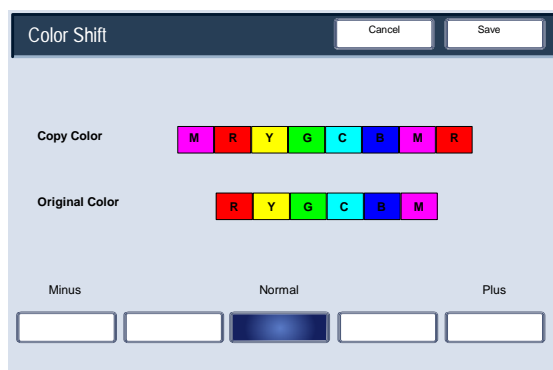 Color Shift Cancel Save
Copy Color M R Y G C B M R
Original Color R Y G C B M
Minus Normal Plus